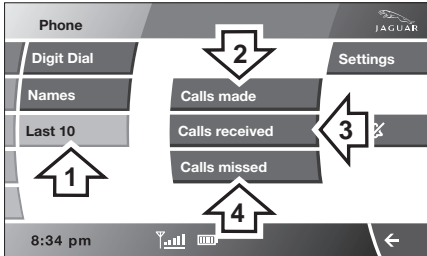 Phone
JAGUAR
Digit Dial
2
Settings
Names
Calls made
Last 10
Calls received
3
1
Calls missed
4
8:34 pm